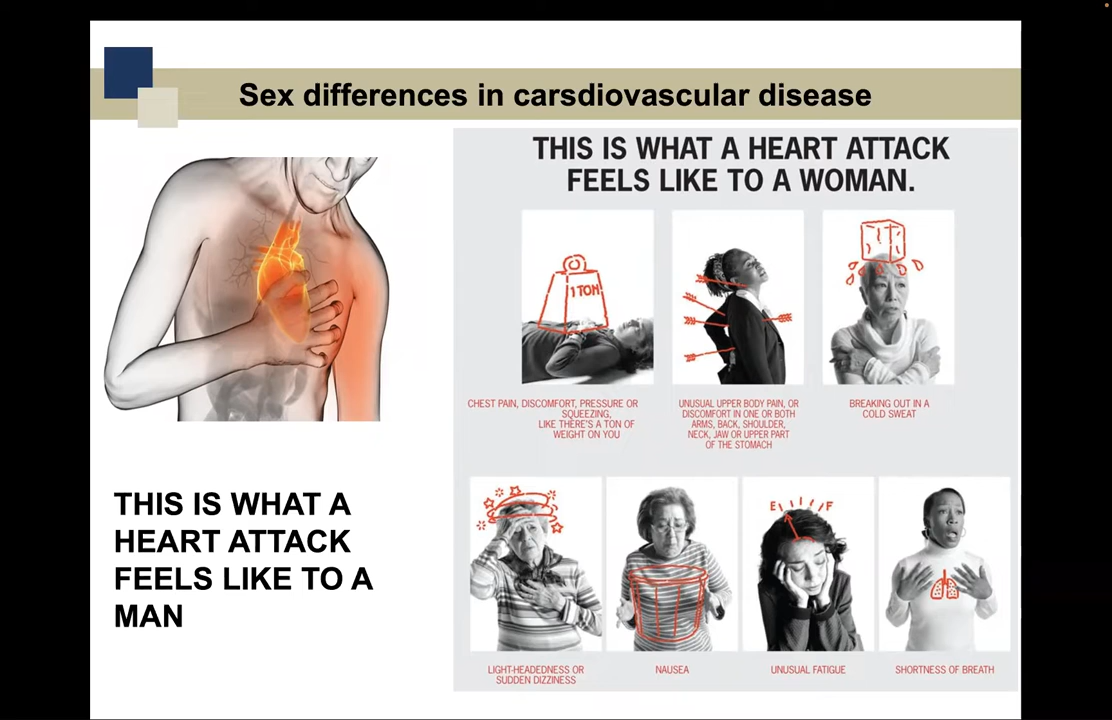 Sex differences in carsdiovascular disease
THIS IS WHAT A HEART ATTACK
FEELS LIKE TO A WOMAN.
1 TON
CHEST PAIN, DISCOMFORT, PRESSURE OR
SQUEEZING,
LIKE THERE'S A TON OF
WEIGHT ON YOU
UNUSUAL UPPER BODY PAIN, OR
DISCOMFORT IN ONE OR BOTH
ARMS, BACK, SHOULDER,
NECK, JAW OR UPPER PART
OF THE STOMACH
BREAKING OUT IN A
COLD SWEAT
THIS IS WHAT A
HEART ATTACK
FEELS LIKE TO A
MAN
E F
LIGHT-HEADEDNESS OR
SUDDEN DIZZINESS
NAUSEA
UNUSUAL FATIGUE
SHORTNESS OF BREATH